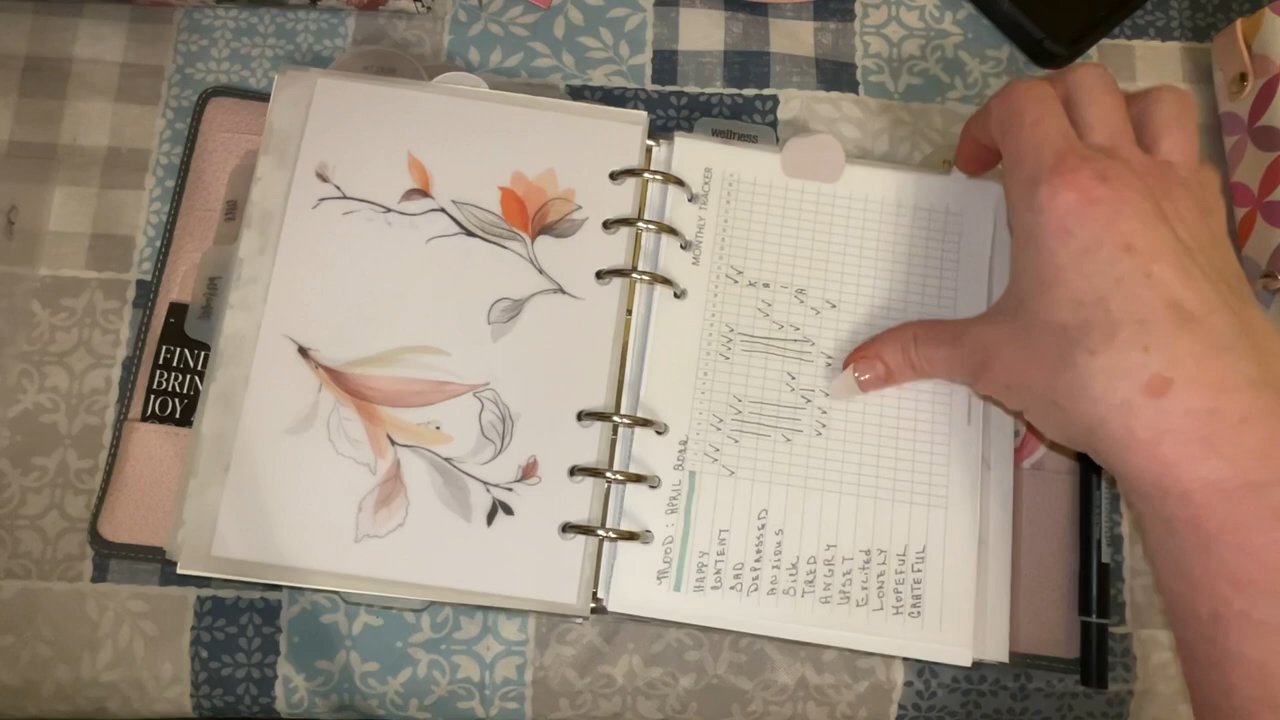 FIND
BRIN
JOY
wellness
MONTHLY TRACKER
MOOD : APRIL
HAPPY
CONTENT
SAD
DEPRESSED
ANXIOUS
Sick
TIRED
ANGRY
UPSET
Excited
LONELY
HOPEFUL
GRATEFUL